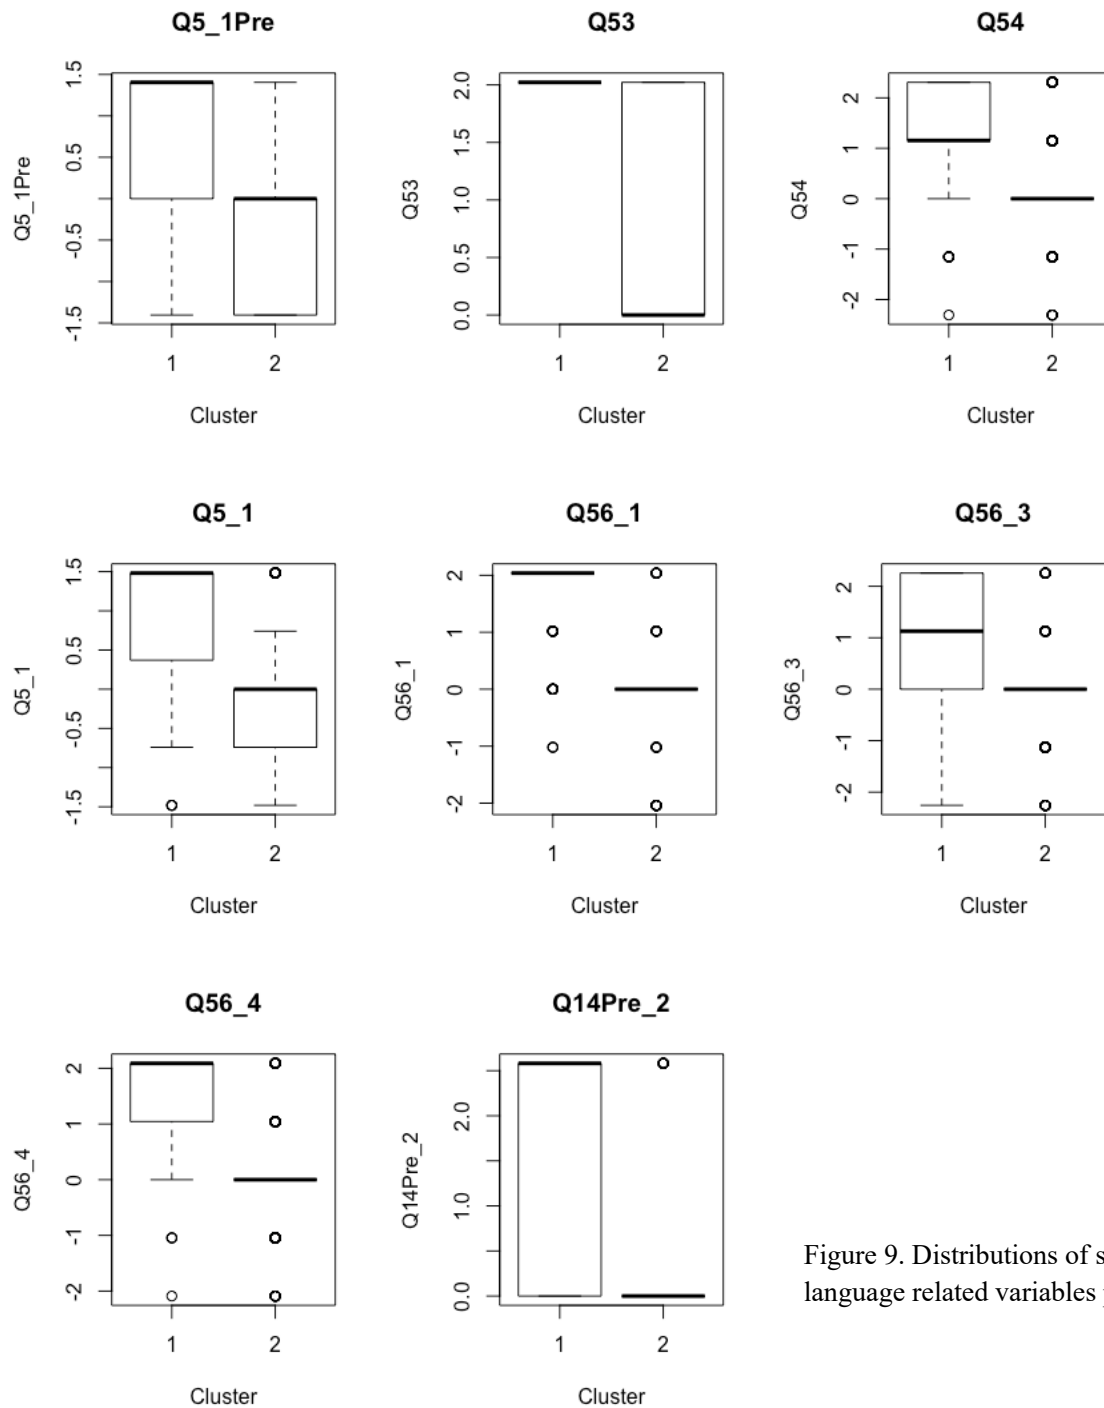 Q5_1Pre
Q53
Q54
Q5_1Pre
-1.5
-0.5
0.5
1.5
1
2
Cluster
Q53
0.0
0.5
1.0
1.5
2.0
1
2
Cluster
Q54
-2
-1
0
1
2
1
2
Cluster
Q5_1
Q56_1
Q56_3
Q5_1
-1.5
-0.5
0.5
1.5
1
2
Cluster
Q56_1
-2
-1
0
1
2
1
2
Cluster
Q56_3
-2
-1
0
1
2
1
2
Cluster
Q56_4
Q14Pre_2
Q56_4
-2
-1
0
1
2
1
2
Cluster
Q14Pre_2
0.0
1.0
2.0
1
2
Cluster
Figure 9. Distributions of
language related variables